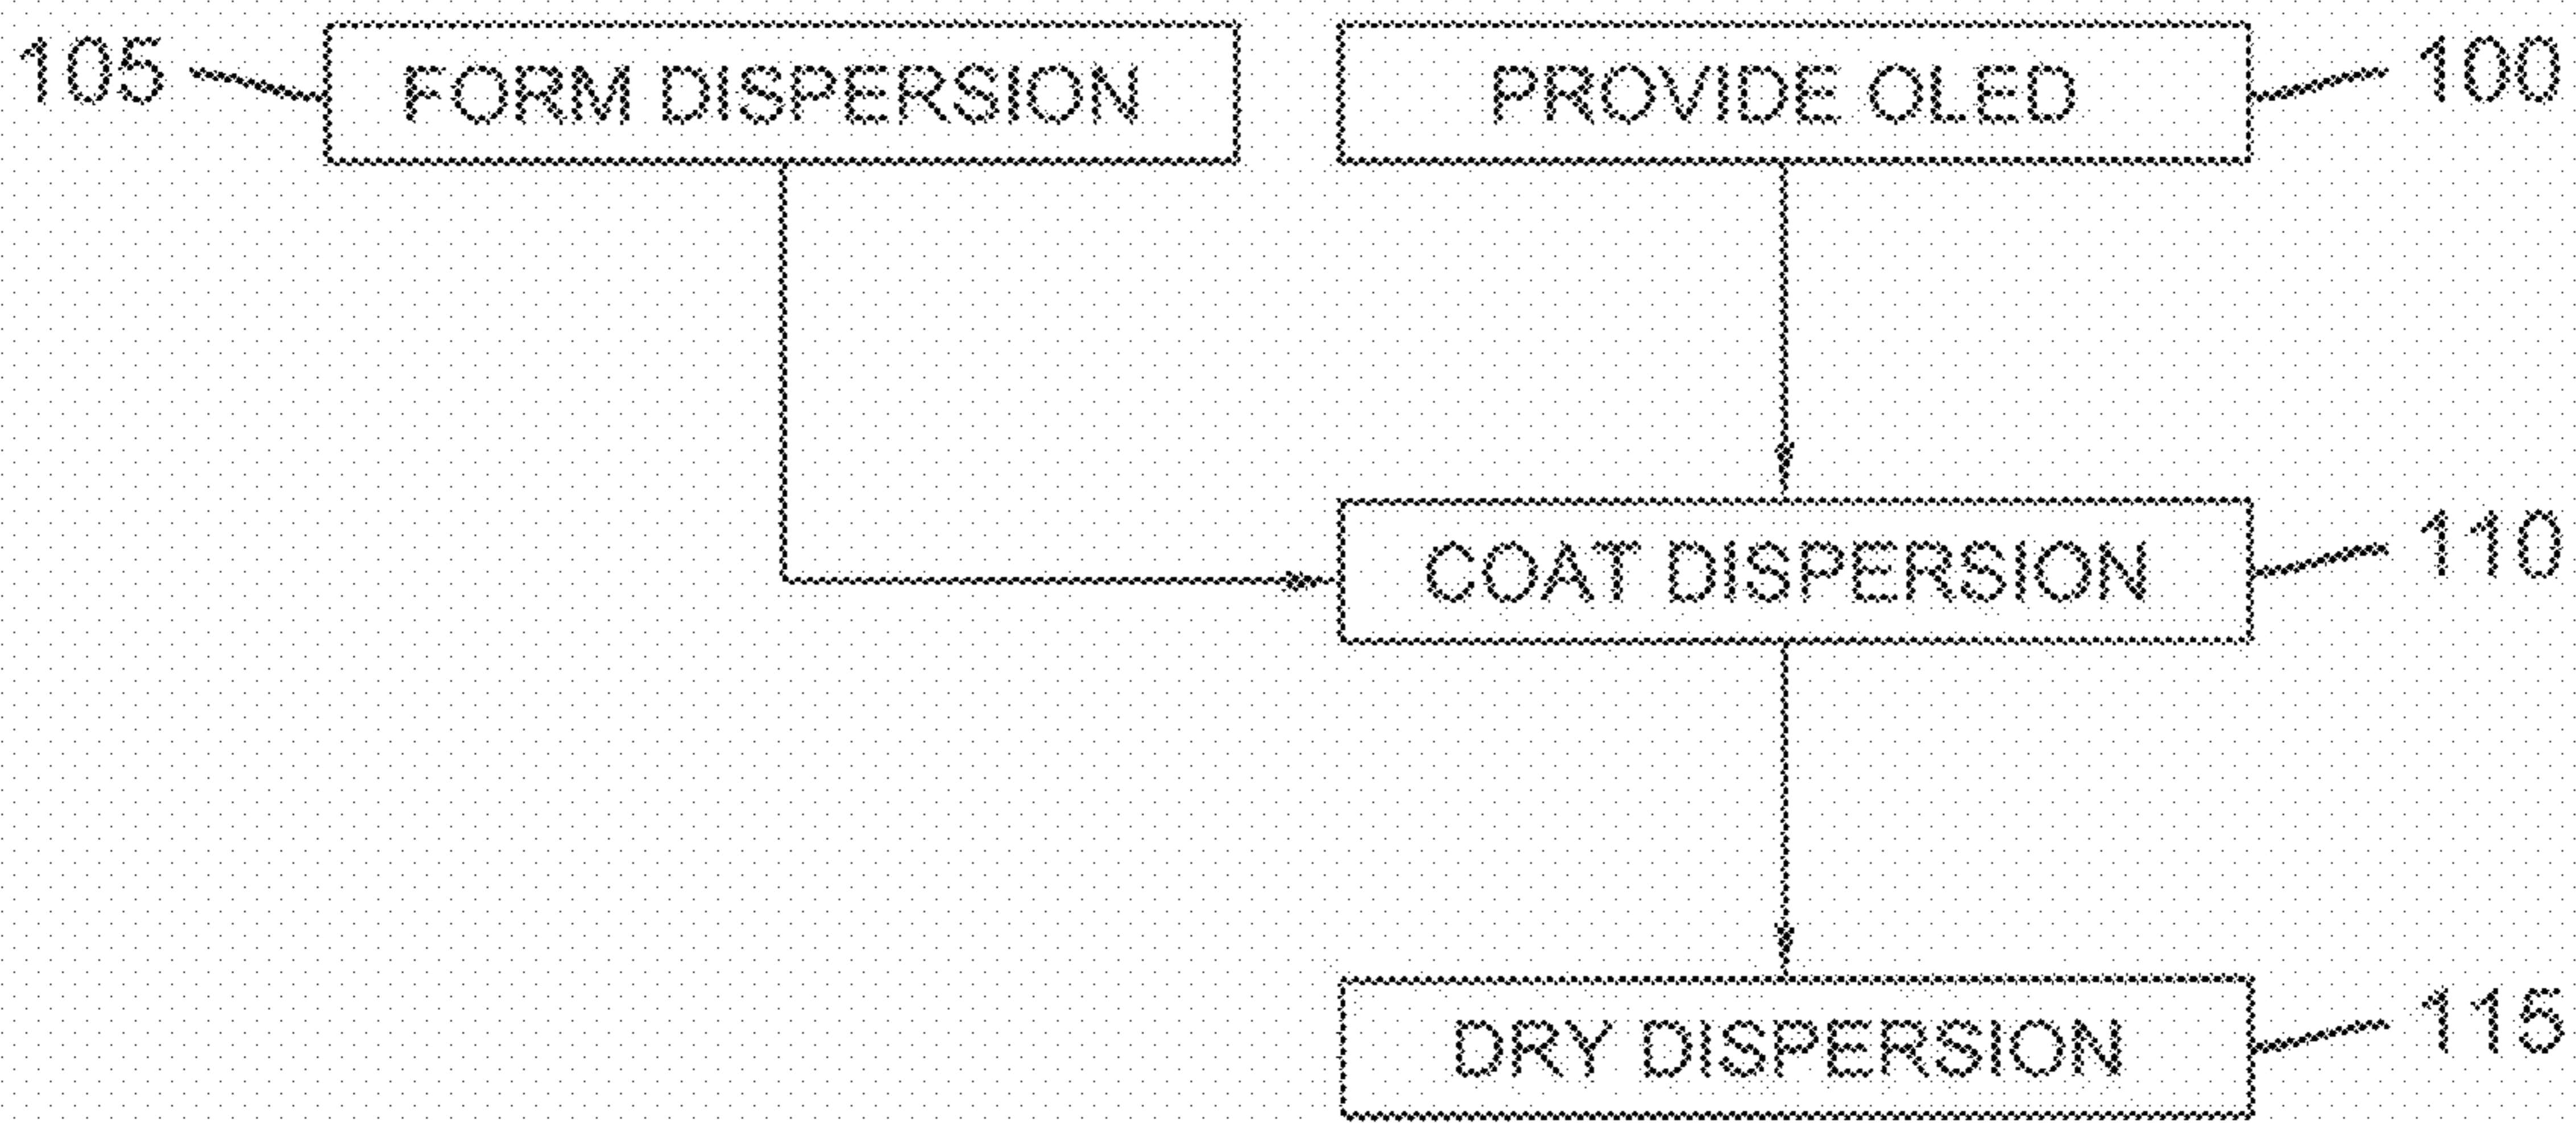 105 FORM DISPERSION PROVIDE OLED 100
COAT DISPERSION 110
DRY DISPERSION 115